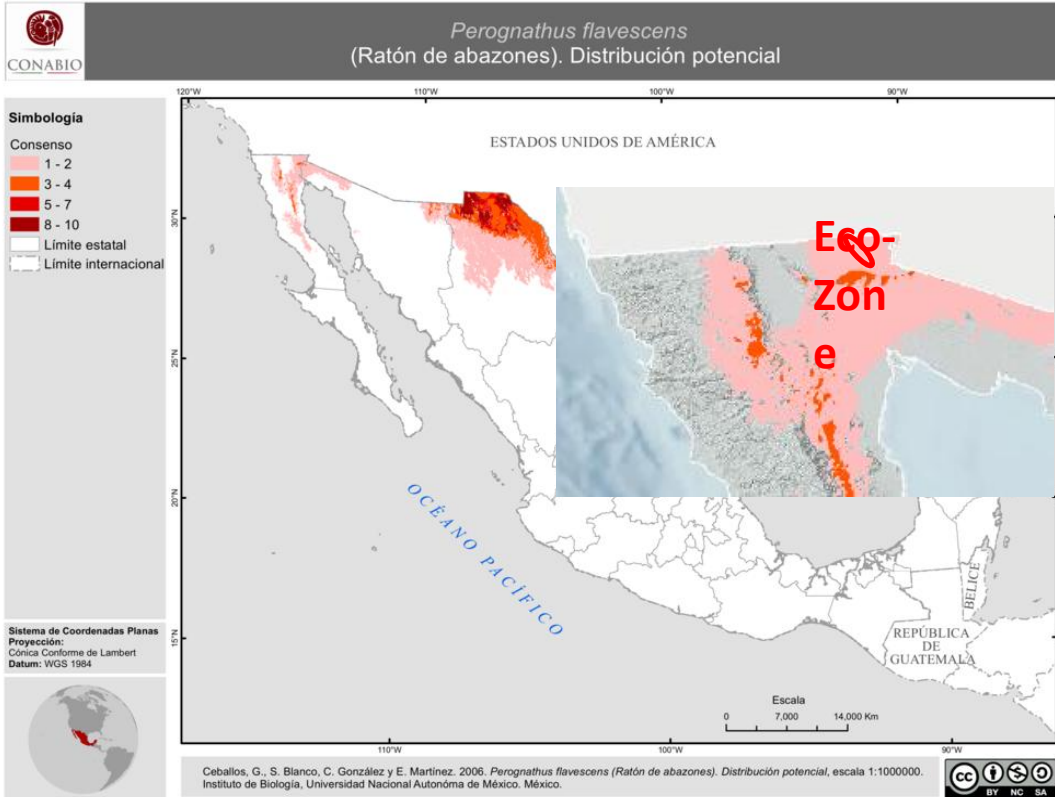 CONABIO
Perognathus flavescens
(Ratón de abazones). Distribución potencial
Simbología
Consenso
1 - 2
3 - 4
5 - 7
8 - 10
Límite estatal
Límite internacional
120°W
110°W
100°W
90°W
30°N
25°N
20°N
15°N
ESTADOS UNIDOS DE AMÉRICA
Eco-
Zon
e
OCÉANO PACÍFICO
BELICE
REPÚBLICA
DE
GUATEMALA
Escala
0 7,000 14,000 Km
110°W
100°W
90°W
Sistema de Coordenadas Planas
Proyección:
Cónica Conforme de Lambert
Datum: WGS 1984
Ceballos, G., S. Blanco, C. González y E. Martínez. 2006. Perognathus flavescens (Ratón de abazones). Distribución potencial, escala 1:1000000.
Instituto de Biología, Universidad Nacional Autonóma de México. México.
cc
BY NC SA